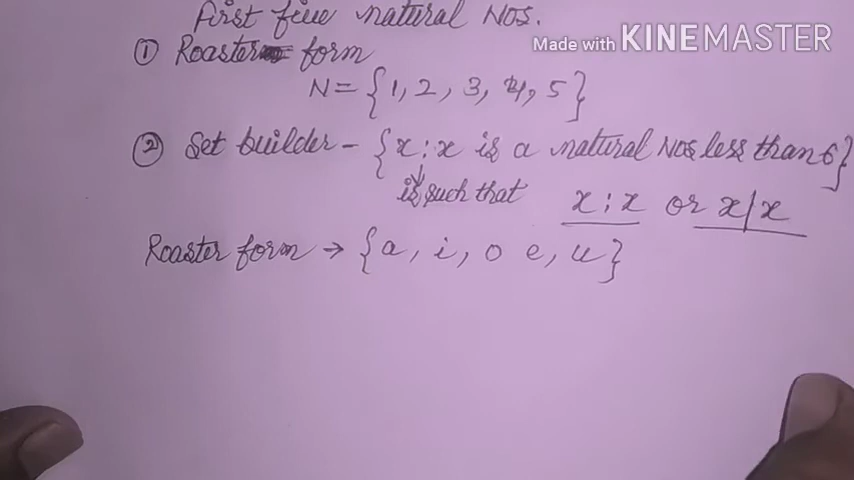 First five natural Nos.
Made with KINEMASTER
① Roaster form
N = {1, 2, 3, 4, 5}
② Set builder - {x : x is a natural Nos less than 6}
is such that x : x or x/x
Roaster form → {a, i, o e, u}